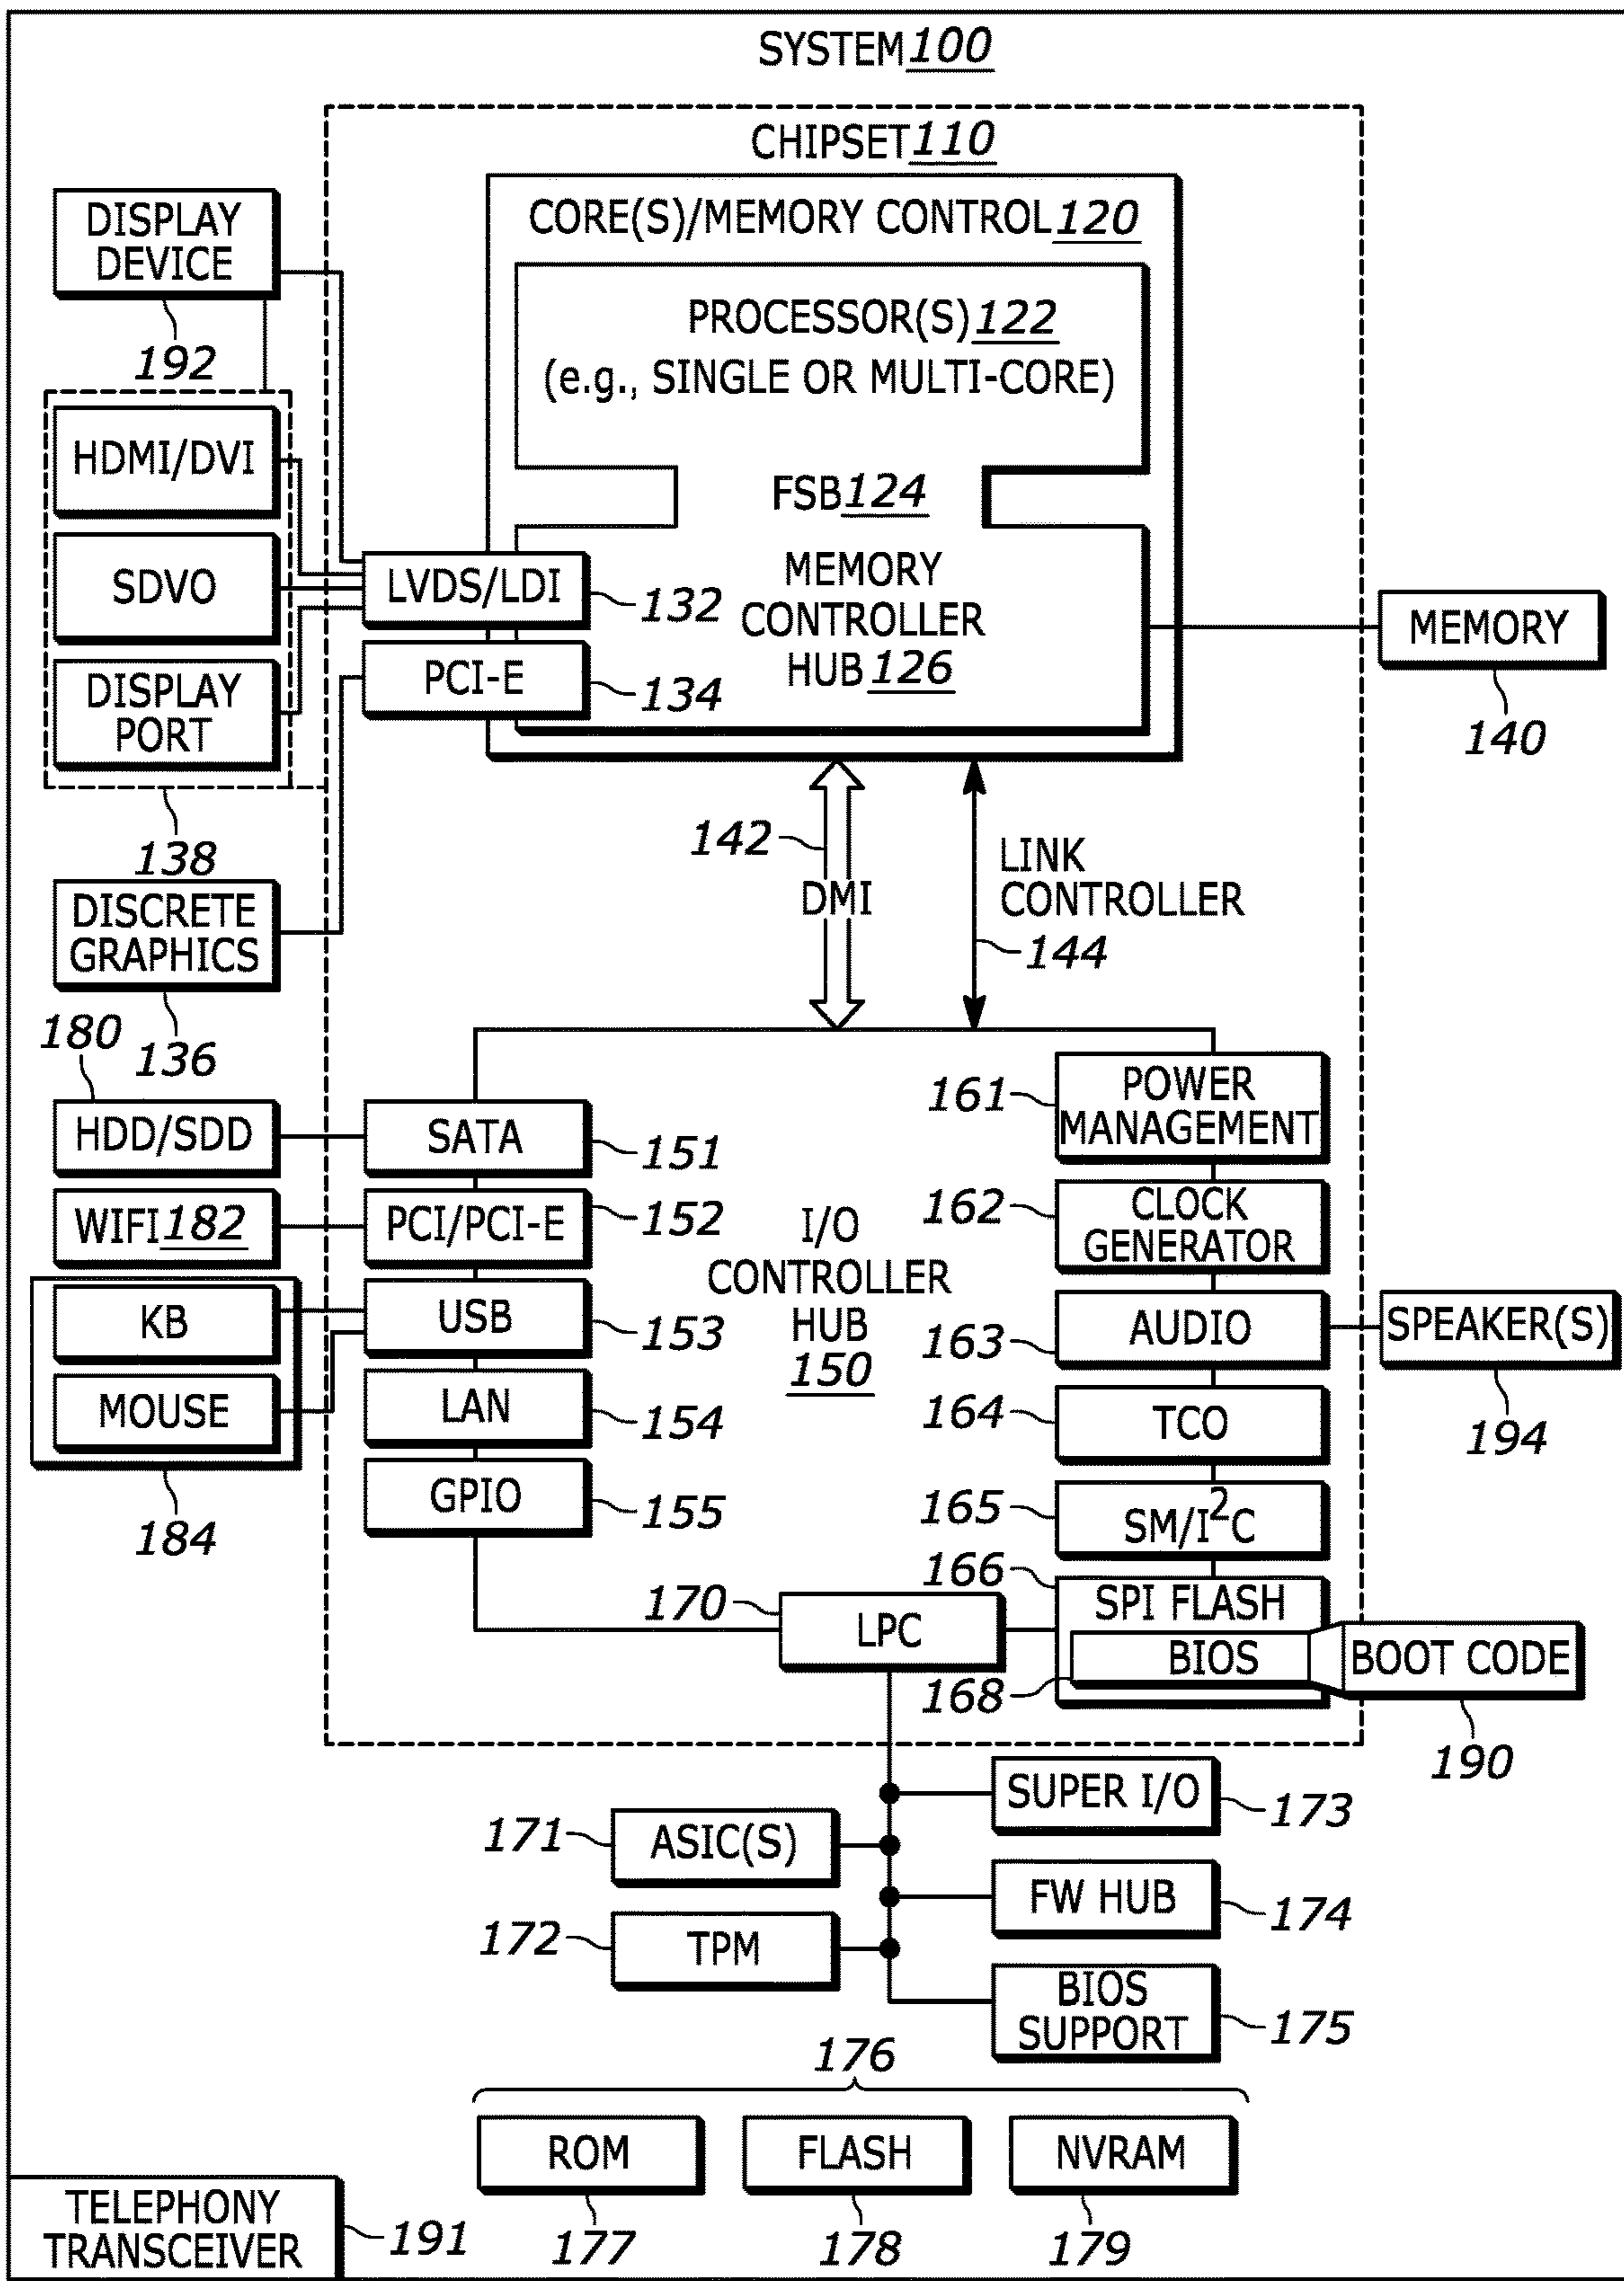 SYSTEM 100
CHIPSET 110
CORE(S)/MEMORY CONTROL 120
PROCESSOR(S) 122
(e.g., SINGLE OR MULTI-CORE)
FSB 124
MEMORY
CONTROLLER
HUB 126
DISPLAY
DEVICE
192
HDMI/DVI
SDVO
DISPLAY
PORT
138
LVDS/LDI
132
PCI-E
134
MEMORY
140
DISCRETE
GRAPHICS
136
142
DMI
LINK
CONTROLLER
144
180
HDD/SDD
WIFI 182
KB
MOUSE
184
SATA
151
PCI/PCI-E
152
USB
153
LAN
154
GPIO
155
I/O
CONTROLLER
HUB
150
161
POWER
MANAGEMENT
162
CLOCK
GENERATOR
163
AUDIO
SPEAKER(S)
194
164
TCO
165
SM/I²C
166
SPI FLASH
168
BIOS
BOOT CODE
190
170
LPC
171
ASIC(S)
172
TPM
SUPER I/O
173
FW HUB
174
BIOS
SUPPORT
175
176
ROM
177
FLASH
178
NVRAM
179
TELEPHONY
TRANSCEIVER
191